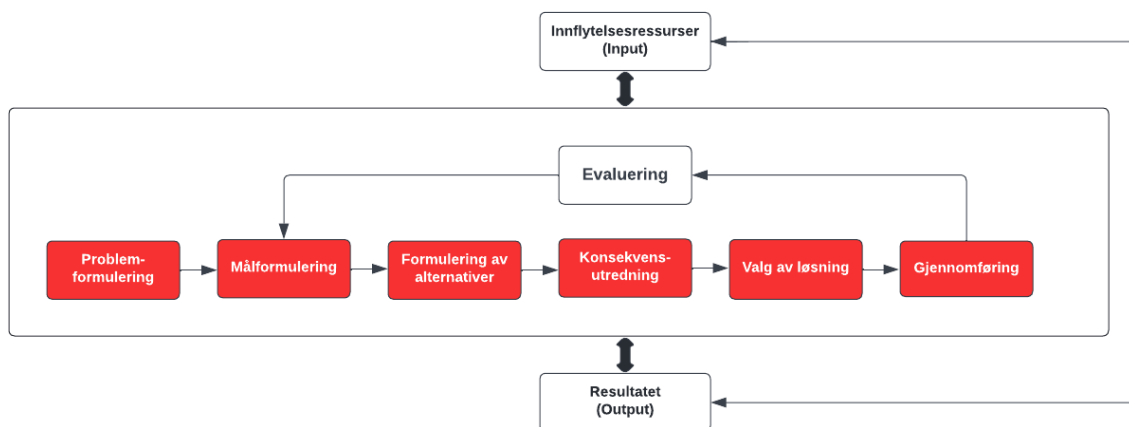 Innflytelsesressurser
(Input)
Evaluering
Problem-
formulering
Målformulering
Formulering av
alternativer
Konsekvens-
utredning
Valg av løsning
Gjennomføring
Resultatet
(Output)